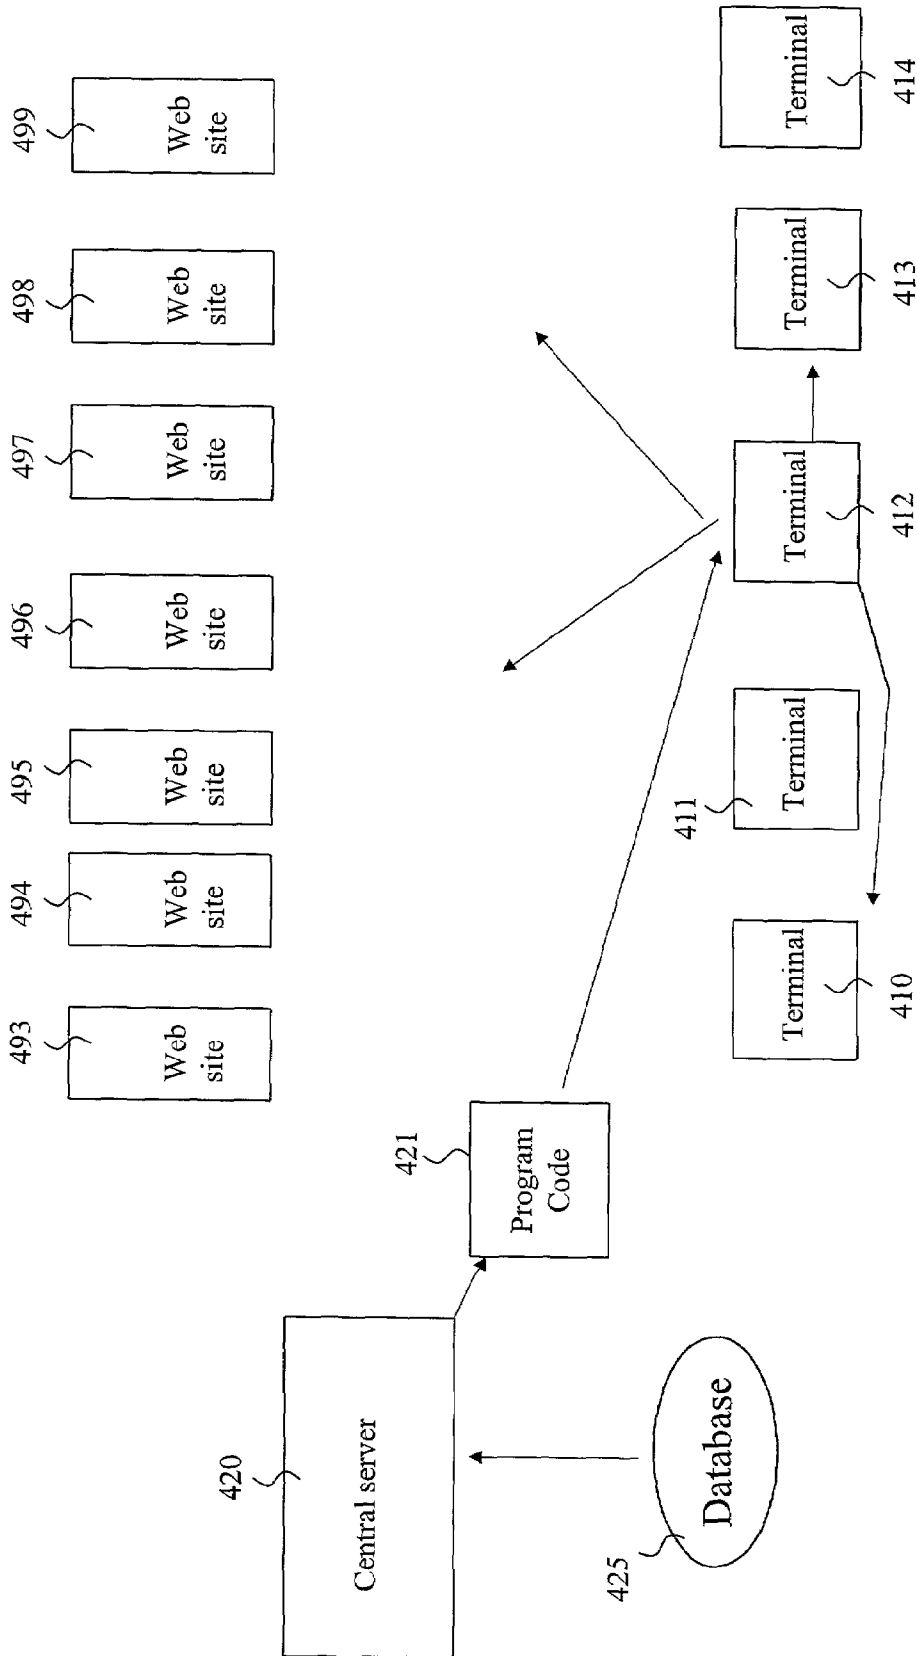 493
494
495
496
497
498
499
Web
site
Web
site
Web
site
Web
site
Web
site
Web
site
Web
site
420
Central server
421
Program
Code
425
Database
411
Terminal
Terminal
Terminal
Terminal
Terminal
410
412
413
414